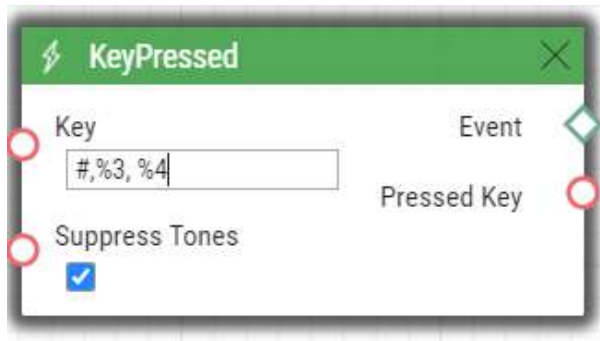 KeyPressed
Key
Event
#,%3, %4
Pressed Key
Suppress Tones